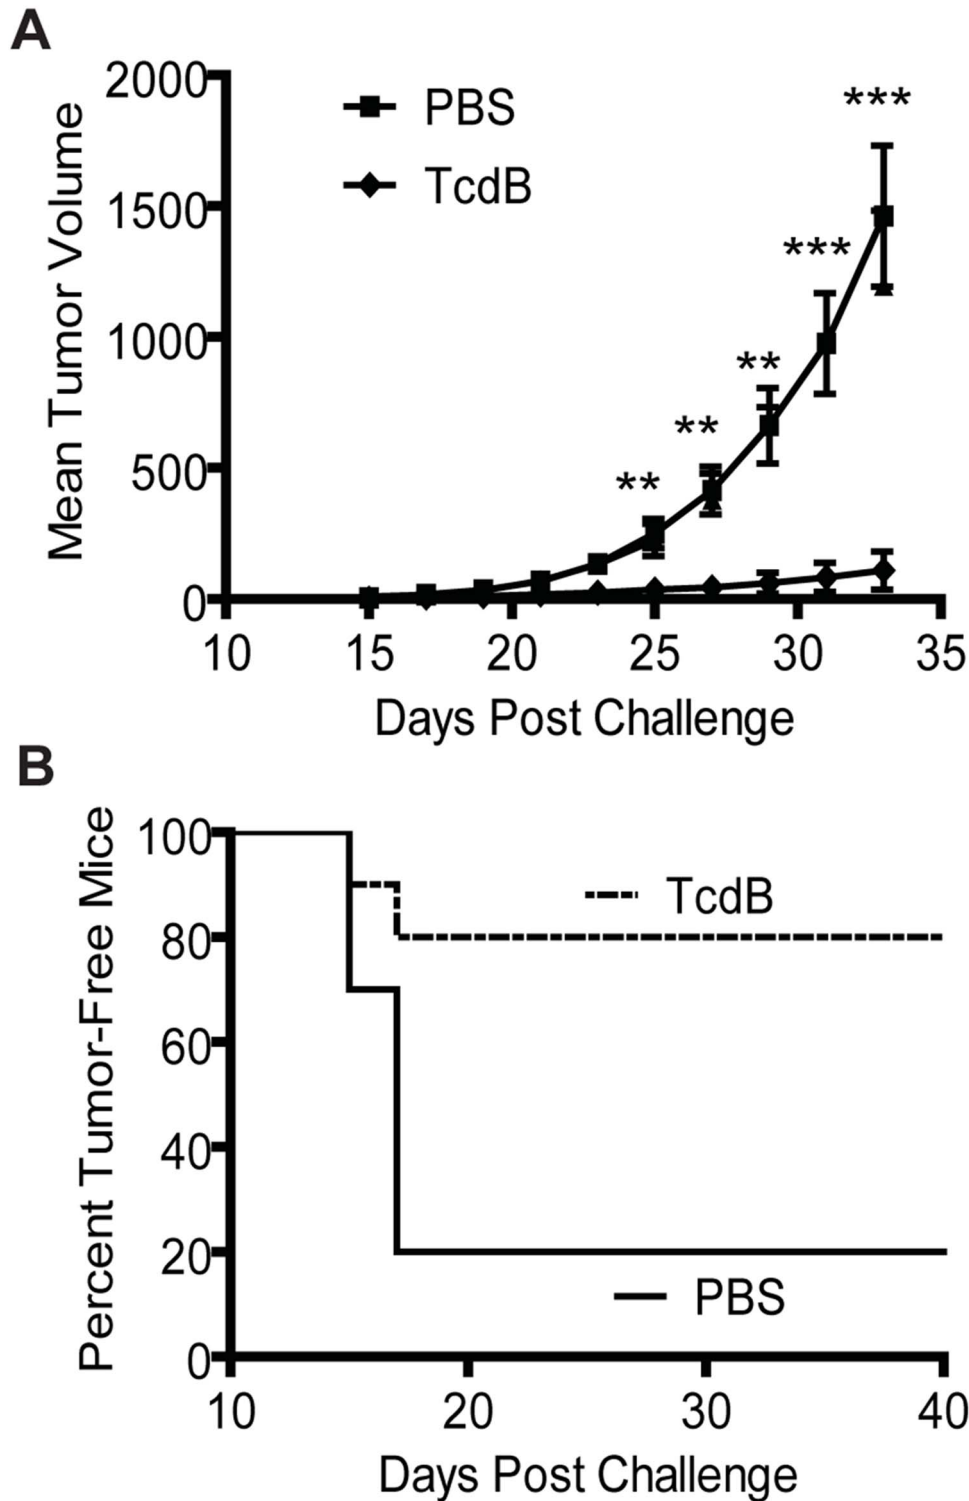 A
2000
1500
1000
500
0
Mean Tumor Volume
PBS
TcdB
**
**
**
***
***
10 15 20 25 30 35
Days Post Challenge
B
100
80
60
40
20
0
Percent Tumor-Free Mice
TcdB
PBS
10 20 30 40
Days Post Challenge